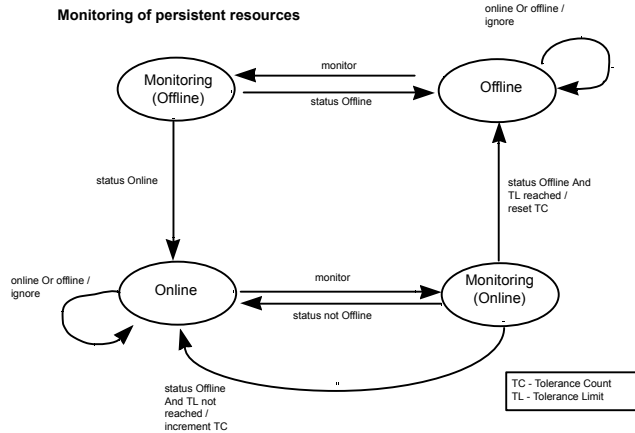 Monitoring of persistent resources
online Or offline /
ignore
monitor
Monitoring
(Offline)
Offline
status Offline
status Online
status Offline And
TL reached /
reset TC
online Or offline /
ignore
Online
monitor
Monitoring
(Online)
status not Offline
status Offline
And TL not
reached /
increment TC
TC - Tolerance Count
TL - Tolerance Limit